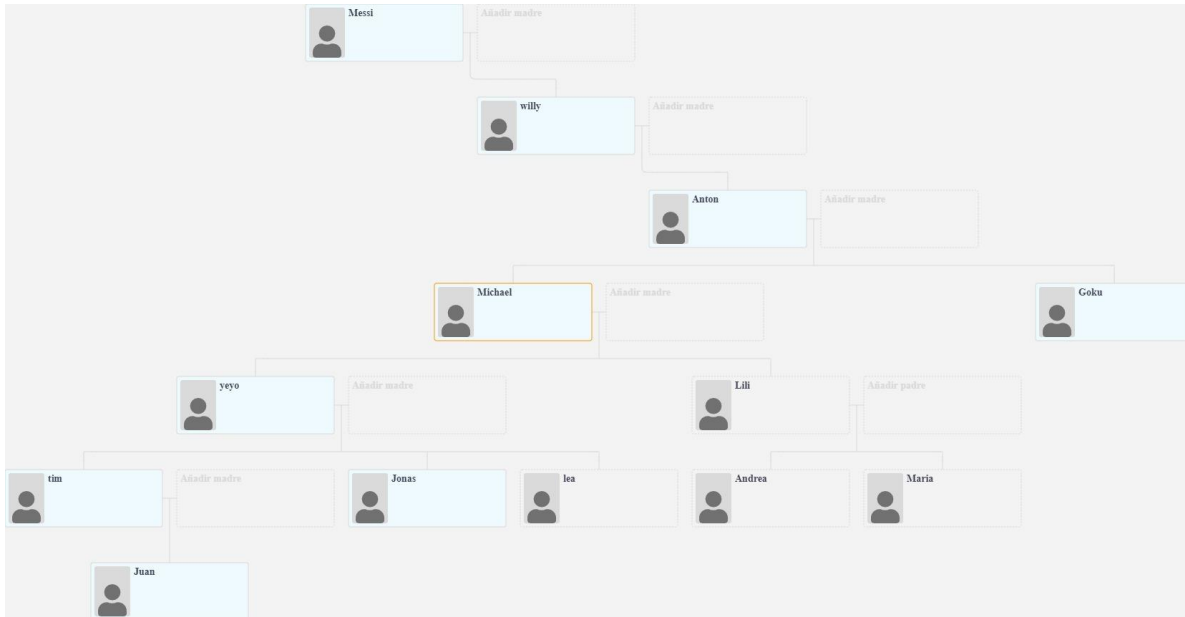 Messi
Añadir madre
willy
Añadir madre
Anton
Añadir madre
Michael
Añadir madre
Goku
yeyo
Añadir madre
Lili
Añadir padre
tim
Añadir madre
Jonas
lea
Andrea
Maria
Juan